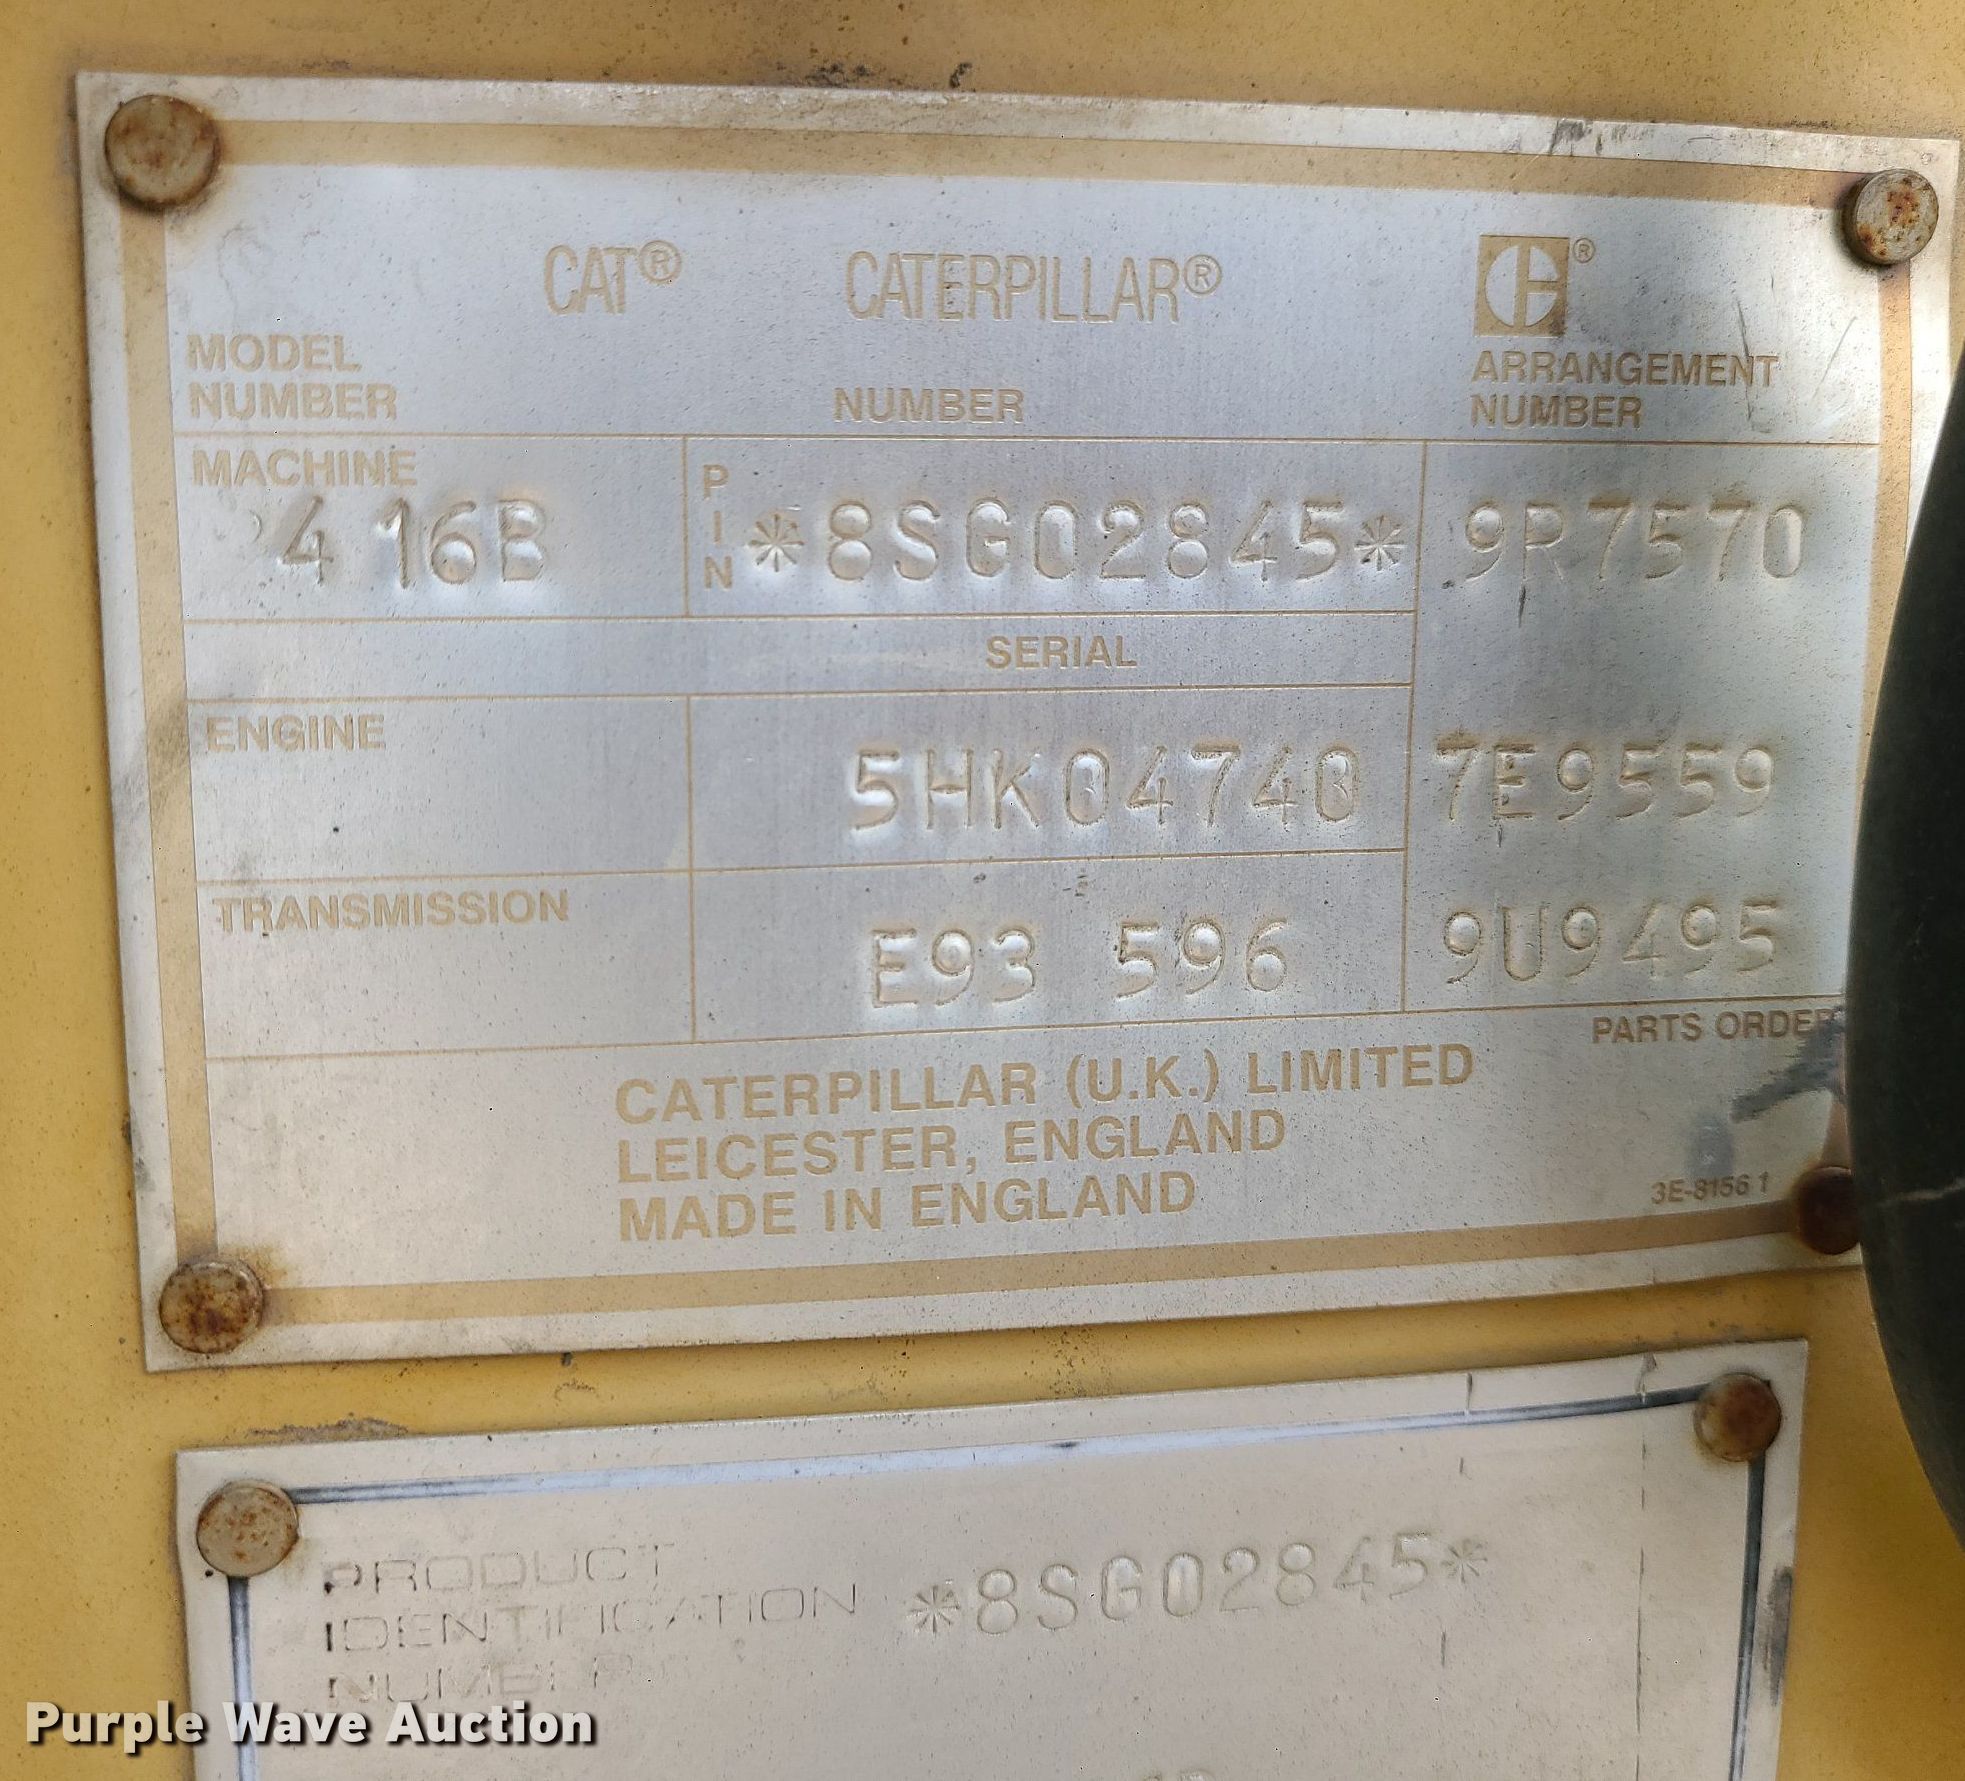 CAT® CATERPILLAR® ®
MODEL
NUMBER
NUMBER
ARRANGEMENT
NUMBER
MACHINE
416B
PIN
*8SG02845*
9R7570
SERIAL
ENGINE
5HK04740
7E9559
TRANSMISSION
E93 596
9U9495
PARTS ORDER
CATERPILLAR (U.K.) LIMITED
LEICESTER, ENGLAND
MADE IN ENGLAND
3E-8156 1
PRODUCT
IDENTIFICATION
NUMBER
*8SG02845*
Purple Wave Auction